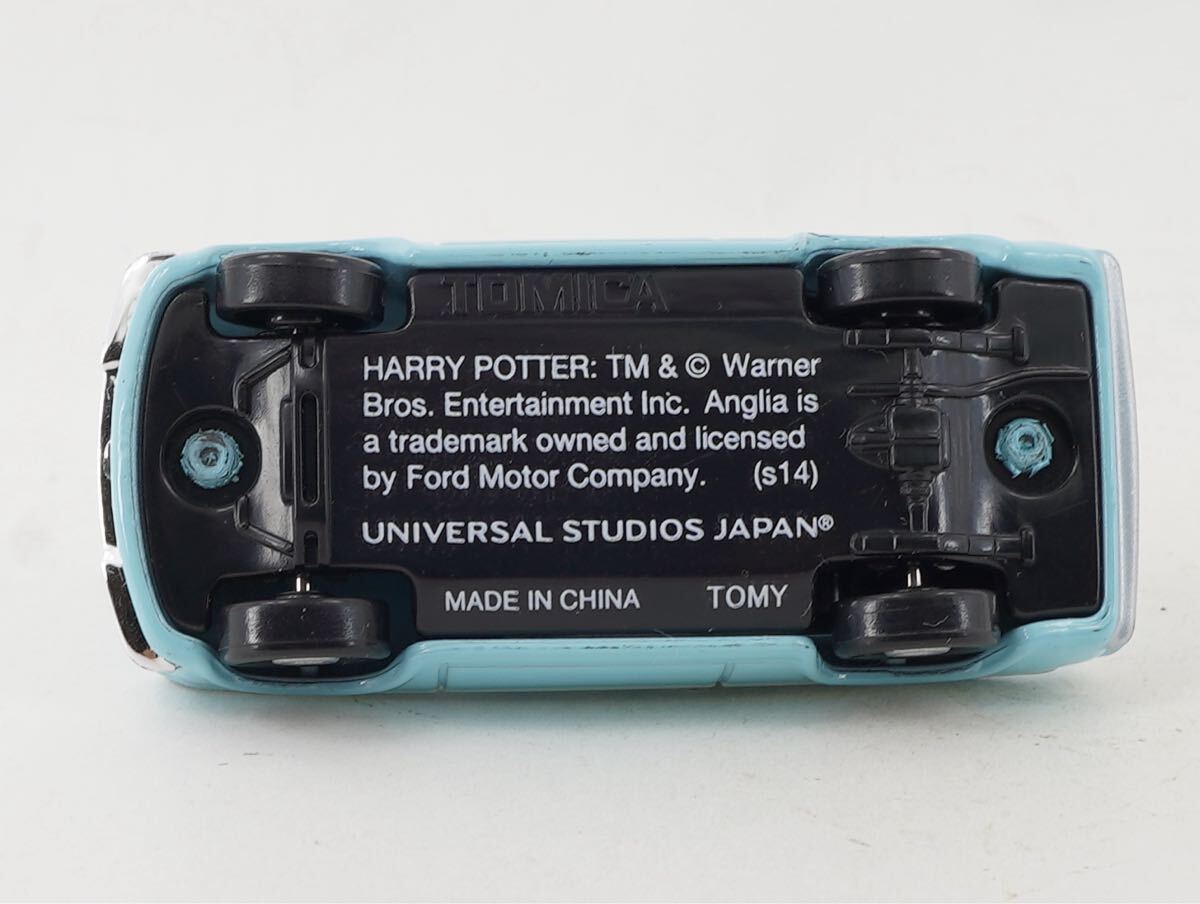 TOMICA
HARRY POTTER: TM & © Warner
Bros. Entertainment Inc. Anglia is
a trademark owned and licensed
by Ford Motor Company. (s14)
UNIVERSAL STUDIOS JAPAN®
MADE IN CHINA TOMY